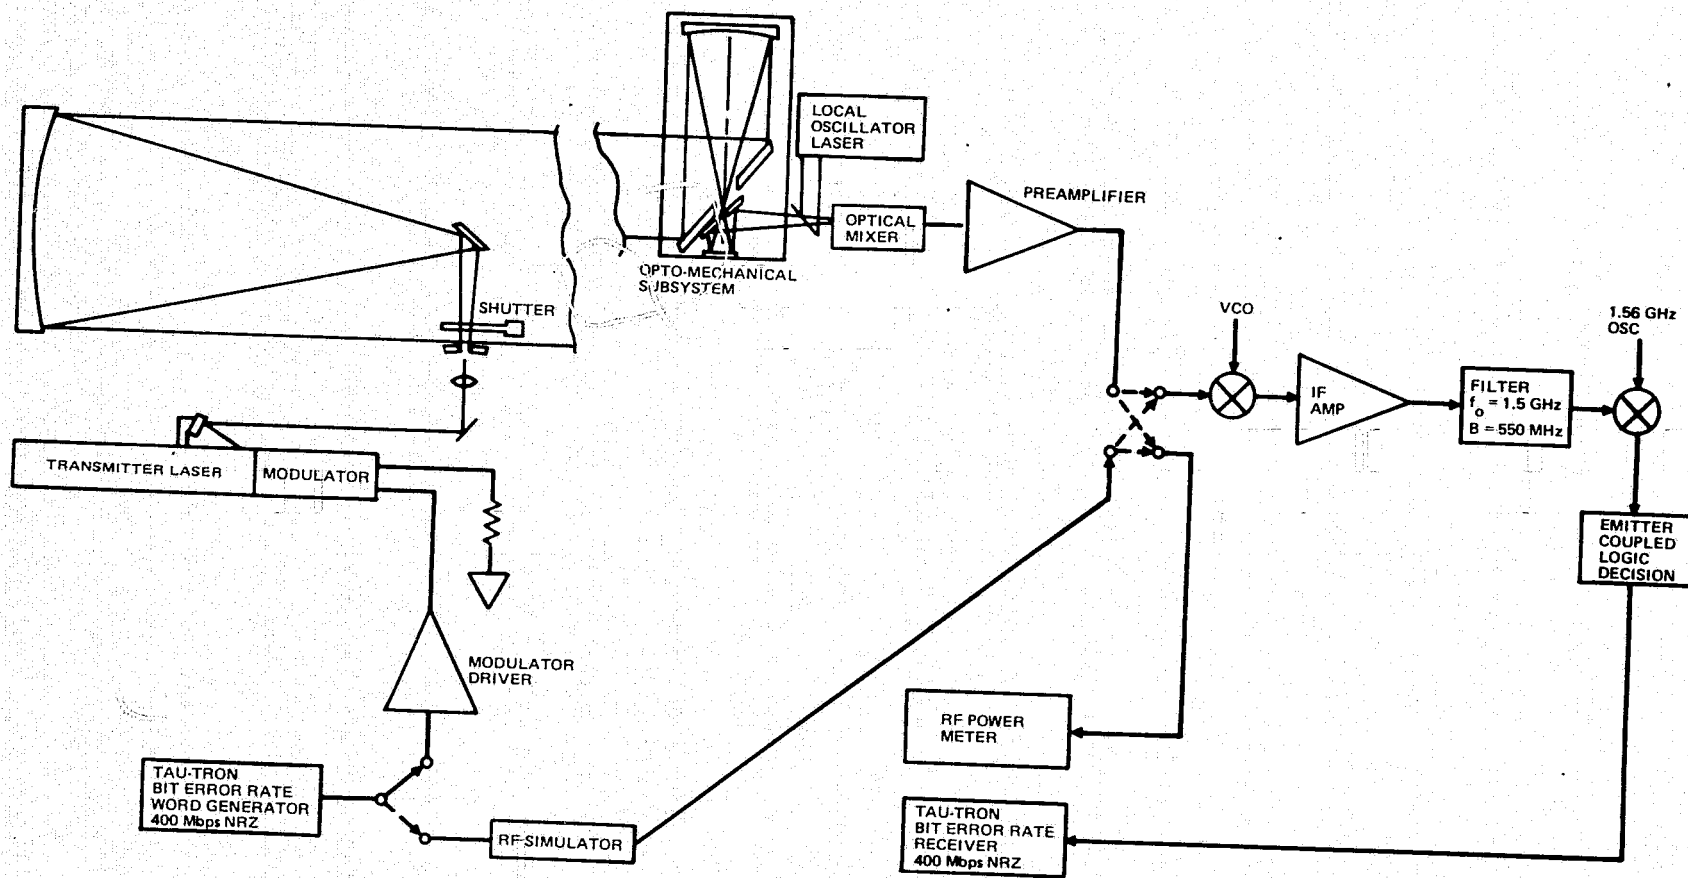 LOCAL
OSCILLATOR
LASER
PREAMPLIFIER
OPTICAL
MIXER
OPTO-MECHANICAL
SUBSYSTEM
SHUTTER
VCO
1.56 GHz
OSC
IF
AMP
FILTER
fo = 1.5 GHz
B = 550 MHz
TRANSMITTER LASER
MODULATOR
EMITTER
COUPLED
LOGIC
DECISION
MODULATOR
DRIVER
RF POWER
METER
TAU-TRON
BIT ERROR RATE
WORD GENERATOR
400 Mbps NRZ
RF-SIMULATOR
TAU-TRON
BIT ERROR RATE
RECEIVER
400 Mbps NRZ